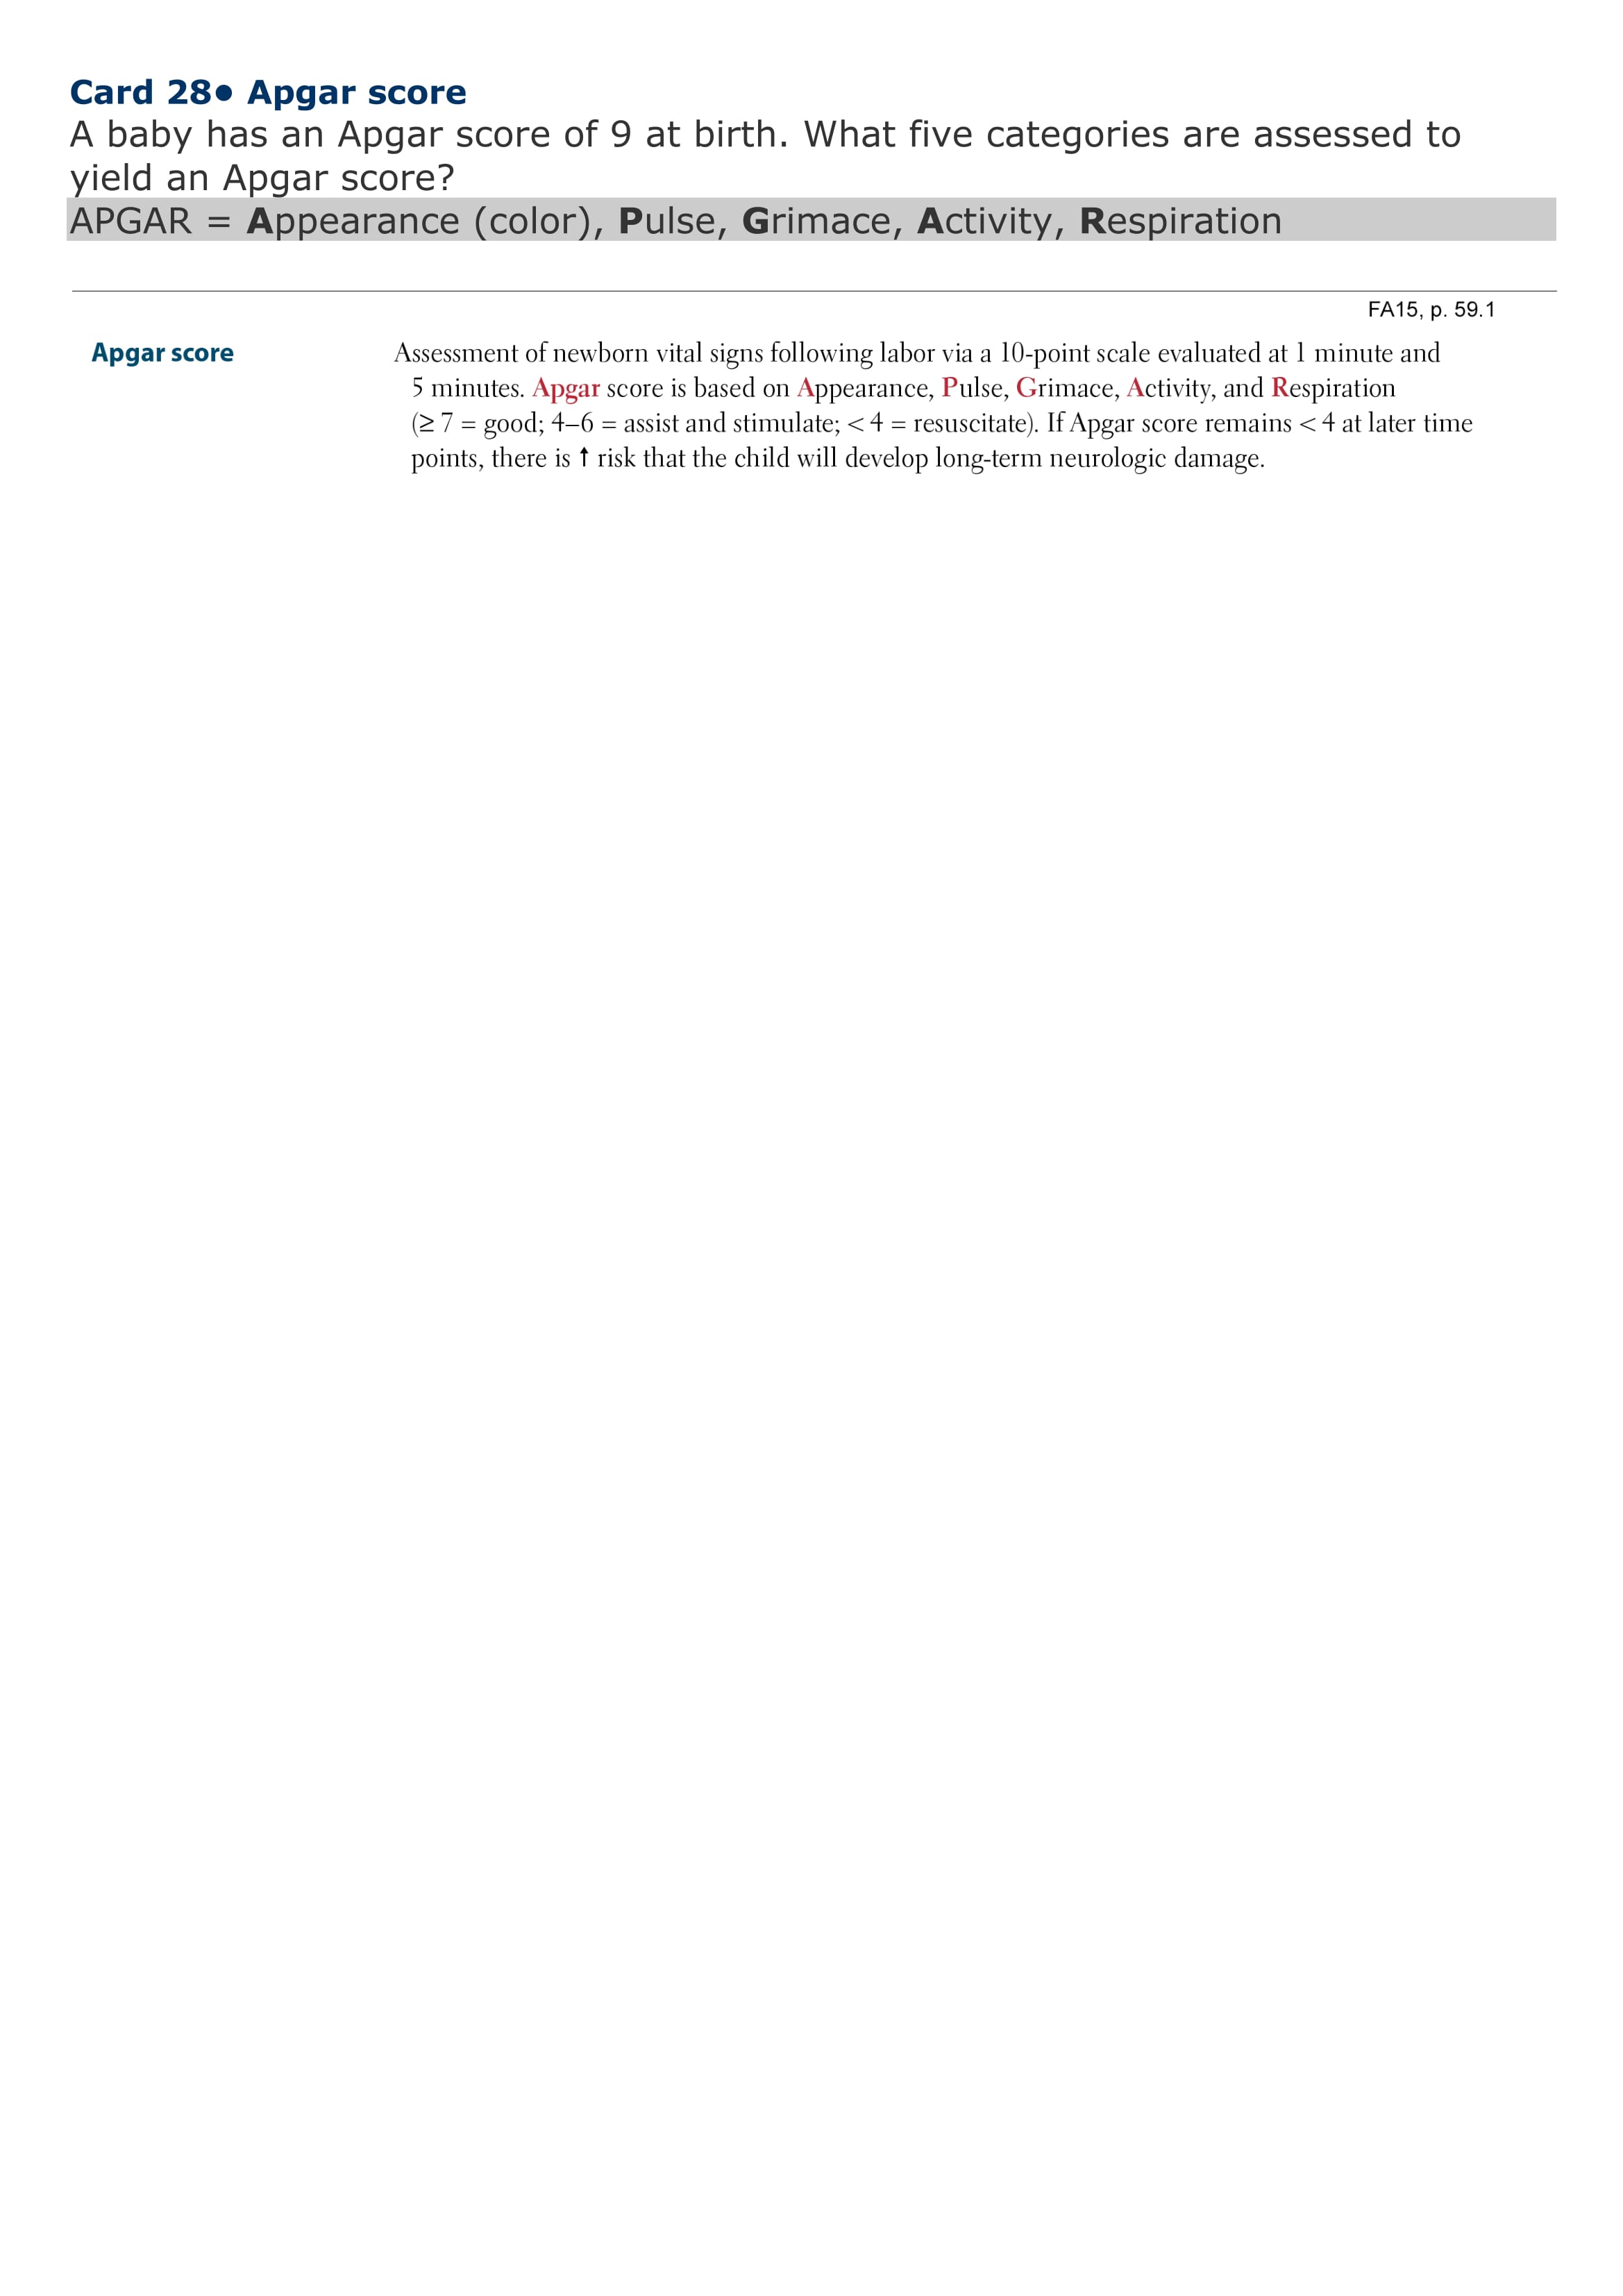 Card 28● Apgar score
A baby has an Apgar score of 9 at birth. What five categories are assessed to
yield an Apgar score?
APGAR = Appearance (color), Pulse, Grimace, Activity, Respiration
FA15, p. 59.1
Apgar score
Assessment of newborn vital signs following labor via a 10-point scale evaluated at 1 minute and
5 minutes. Apgar score is based on Appearance, Pulse, Grimace, Activity, and Respiration
(≥ 7 = good; 4–6 = assist and stimulate; < 4 = resuscitate). If Apgar score remains < 4 at later time
points, there is ↑ risk that the child will develop long-term neurologic damage.